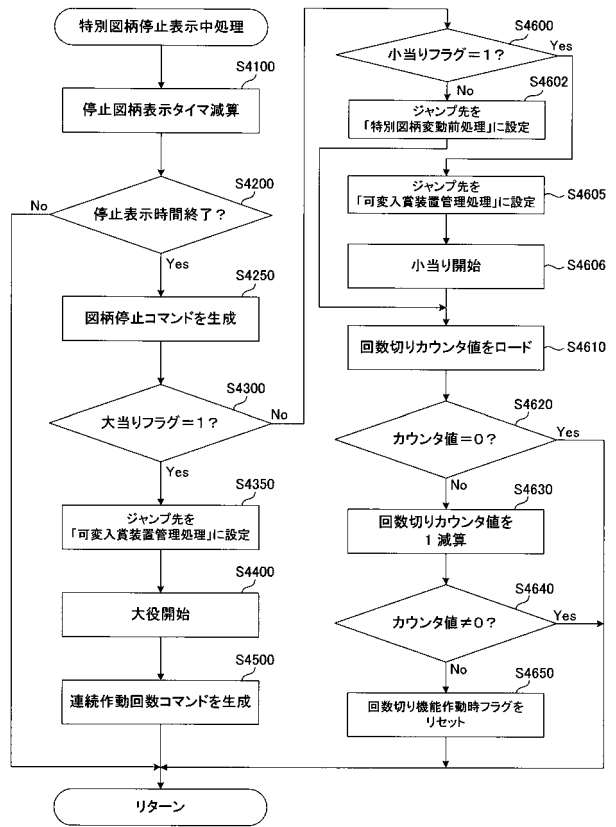 特別図柄停止表示中処理
S4100
停止図柄表示タイマ減算
S4200
停止表示時間終了?
No
Yes
S4250
図柄停止コマンドを生成
S4300
大当りフラグ=1?
No
Yes
S4350
ジャンプ先を
「可変入賞装置管理処理」に設定
S4400
大役開始
S4500
連続作動回数コマンドを生成
リターン
S4600
小当りフラグ=1?
Yes
No
S4602
ジャンプ先を
「特別図柄変動前処理」に設定
ジャンプ先を
「可変入賞装置管理処理」に設定
S4605
小当り開始
S4606
回数切りカウンタ値をロード
S4610
S4620
カウンタ値=0?
Yes
No
S4630
回数切りカウンタ値を
1減算
S4640
カウンタ値≠0?
Yes
No
S4650
回数切り機能作動時フラグを
リセット